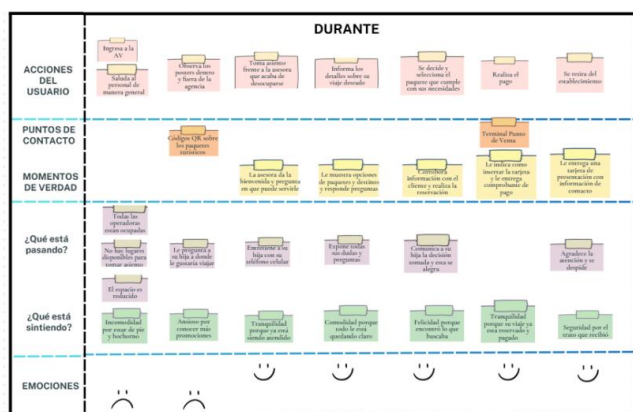 DURANTE
ACCIONES
DEL
USUARIO
Ingresa a la
AV
Saluda al
personal de
manera general
Observa los
posters dentro
y fuera de la
agencia
Toma asiento
frente a la asesora
que acaba de
desocuparse
Informa los
detalles sobre su
viaje deseado
Se decide y
selecciona el
paquete que cumple
con sus necesidades
Realiza el
pago
Se retira del
establecimiento
PUNTOS DE
CONTACTO
Códigos QR sobre
los paquetes
turísticos
Terminal Punto
de Venta
MOMENTOS DE
VERDAD
La asesora da la
bienvenida y pregunta
en que puede servirle
Le muestra opciones
de paquetes y destinos
y responde preguntas
Corrobora
información con el
cliente y realiza la
reservación
Le indica como
insertar la tarjeta
y le entrega
comprobante de
pago
Le entrega una
tarjeta de
presentación con
información de
contacto
¿Qué está
pasando?
Todas las
operadoras
están ocupadas
No hay lugares
disponibles para
tomar asiento
El espacio es
reducido
Le pregunta a
su hija a donde
le gustaría viajar
Entretiene a su
hija con su
teléfono celular
Expone todas
sus dudas y
preguntas
Comunica a tu
hija la decisión
tomada y esta se
alegra
Agradece la
atención y se
despide
¿Qué está
sintiendo?
Incomodidad
por estar de pie
y bochorno
Ansioso por
conocer más
promociones
Tranquilidad
porque ya está
siendo atendido
Comodidad porque
todo le está
quedando claro
Felicidad porque
encontró lo que
buscaba
Tranquilidad
porque su viaje ya
está reservado y
pagado
Seguridad por el
trato que recibió
EMOCIONES